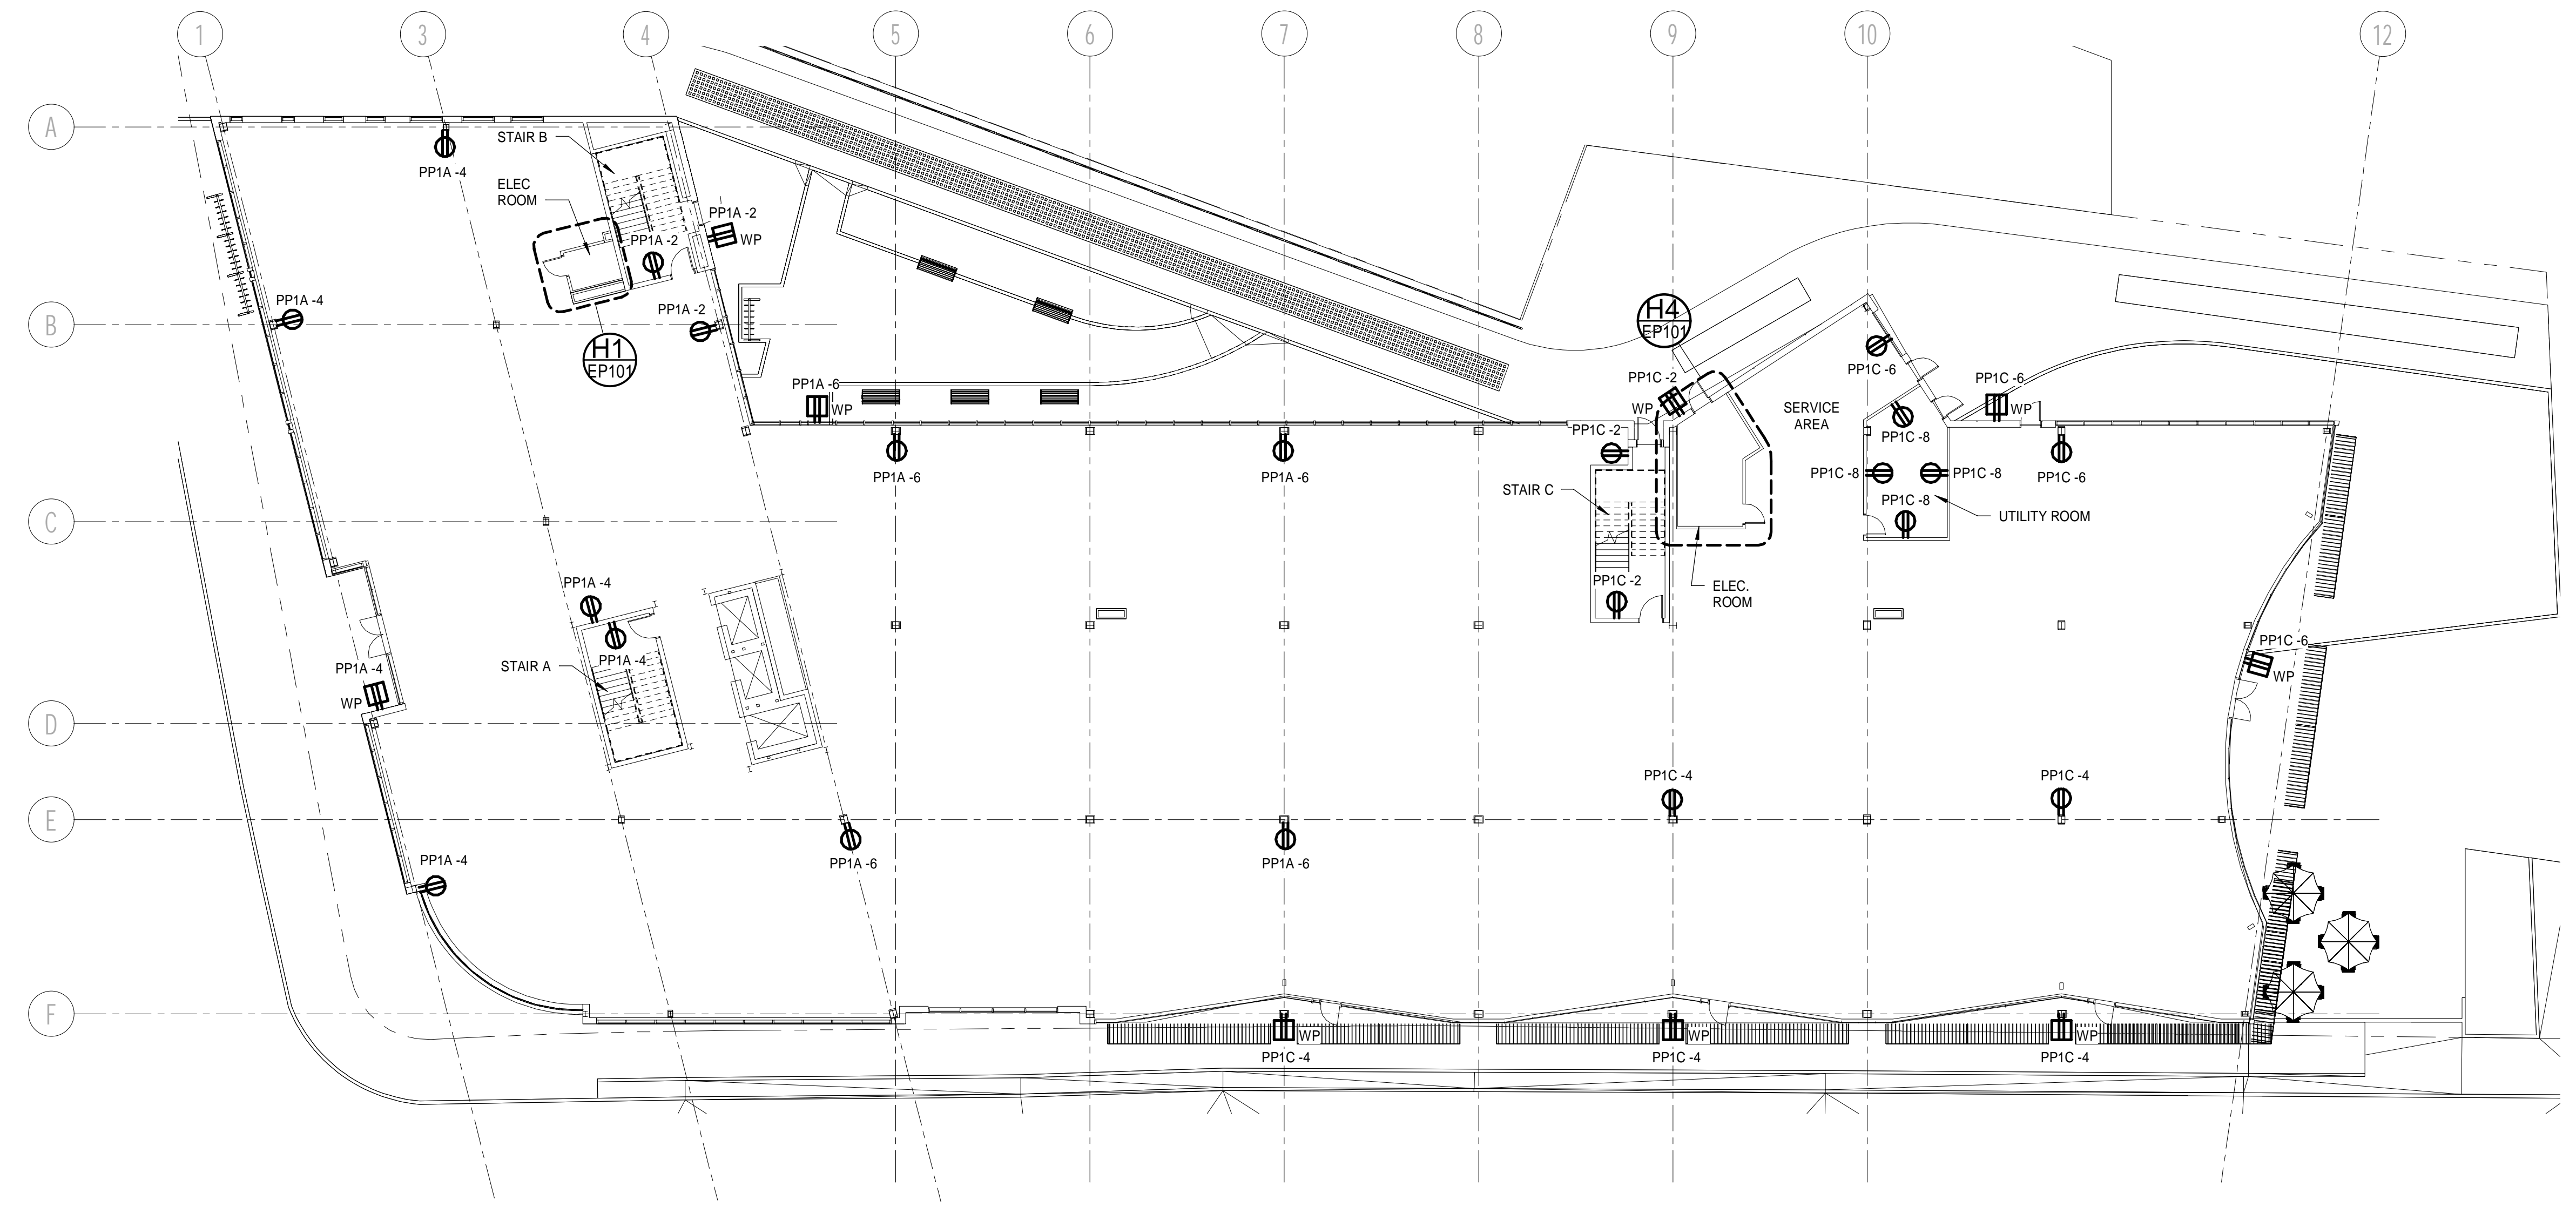 1
3
4
5
6
7
8
9
10
12
A
STAIR B
PP1A -4
ELEC
ROOM
PP1A -2
WP
PP1A -2
PP1A -4
PP1A -2
B
H1
EP101
H4
EP101
PP1C -6
PP1A -6
WP
PP1C -2
WP
PP1C -6
WP
SERVICE
AREA
PP1C -2
PP1C -8
PP1A -6
PP1A -6
PP1C -8
PP1C -8
PP1C -6
STAIR C
PP1C -8
UTILITY ROOM
C
PP1A -4
PP1C -2
ELEC.
ROOM
PP1A -4
STAIR A
PP1A -4
WP
PP1C -6
WP
D
PP1C -4
PP1C -4
E
PP1A -4
PP1A -6
PP1A -6
F
WP
WP
WP
PP1C -4
PP1C -4
PP1C -4